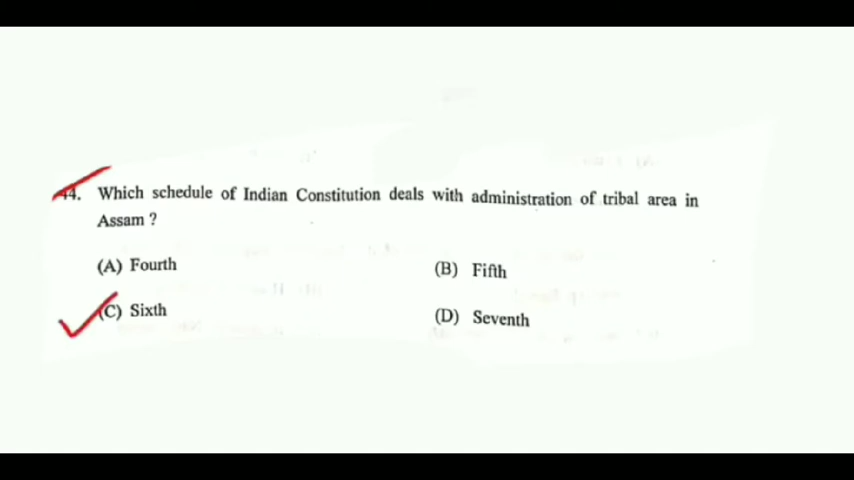 44. Which schedule of Indian Constitution deals with administration of tribal area in
Assam ?
(A) Fourth
(B) Fifth
(C) Sixth
(D) Seventh